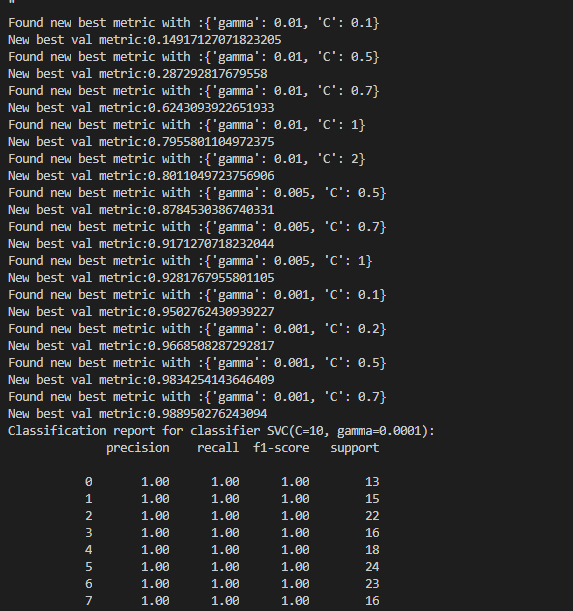 "
Found new best metric with :{'gamma': 0.01, 'C': 0.1}
New best val metric:0.14917127071823205
Found new best metric with :{'gamma': 0.01, 'C': 0.5}
New best val metric:0.287292817679558
Found new best metric with :{'gamma': 0.01, 'C': 0.7}
New best val metric:0.6243093922651933
Found new best metric with :{'gamma': 0.01, 'C': 1}
New best val metric:0.7955801104972375
Found new best metric with :{'gamma': 0.01, 'C': 2}
New best val metric:0.8011049723756906
Found new best metric with :{'gamma': 0.005, 'C': 0.5}
New best val metric:0.8784530386740331
Found new best metric with :{'gamma': 0.005, 'C': 0.7}
New best val metric:0.9171270718232044
Found new best metric with :{'gamma': 0.005, 'C': 1}
New best val metric:0.9281767955801105
Found new best metric with :{'gamma': 0.001, 'C': 0.1}
New best val metric:0.9502762430939227
Found new best metric with :{'gamma': 0.001, 'C': 0.2}
New best val metric:0.9668508287292817
Found new best metric with :{'gamma': 0.001, 'C': 0.5}
New best val metric:0.9834254143646409
Found new best metric with :{'gamma': 0.001, 'C': 0.7}
New best val metric:0.988950276243094
Classification report for classifier SVC(C=10, gamma=0.0001):
precision recall f1-score support
0 1.00 1.00 1.00 13
1 1.00 1.00 1.00 15
2 1.00 1.00 1.00 22
3 1.00 1.00 1.00 16
4 1.00 1.00 1.00 18
5 1.00 1.00 1.00 24
6 1.00 1.00 1.00 23
7 1.00 1.00 1.00 16